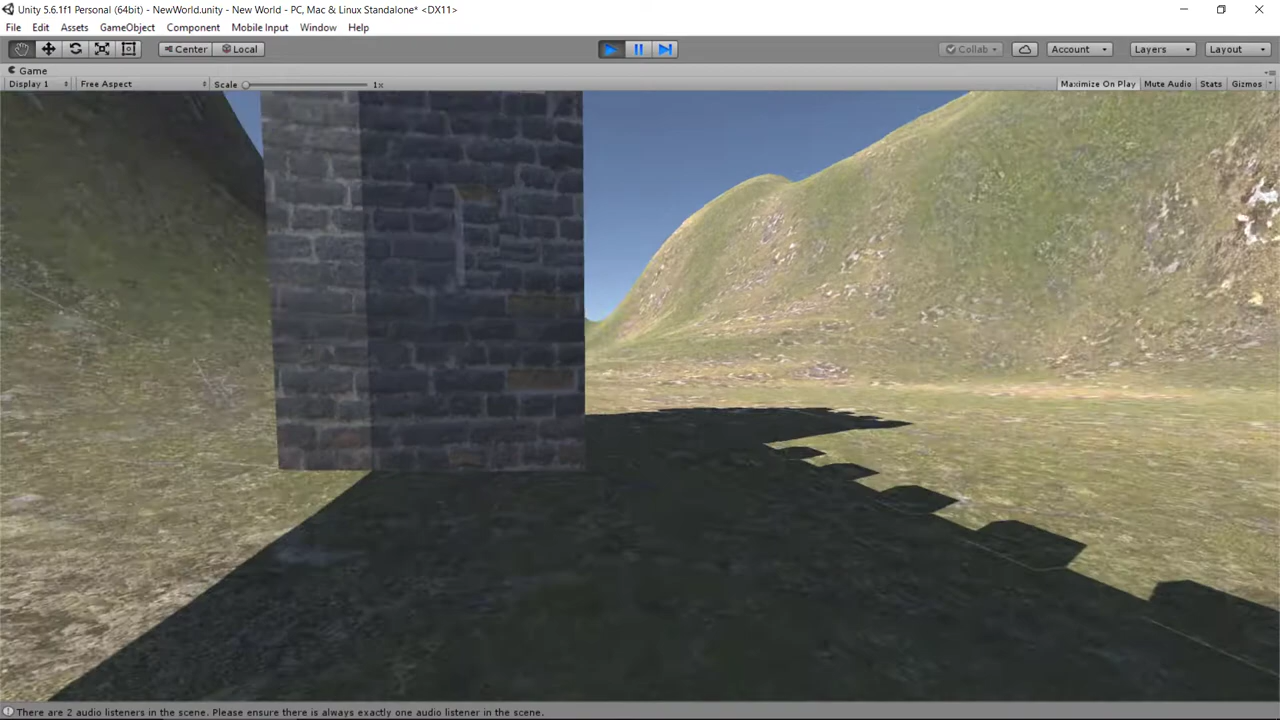 Unity 5.6.1f1 Personal (64bit) - NewWorld.unity - New World - PC, Mac & Linux Standalone* <DX11>
File Edit Assets GameObject Component Mobile Input Window Help
Center Local Collab Account Layers Layout
Game
Display 1 Free Aspect Scale 1x Maximize On Play Mute Audio Stats Gizmos
There are 2 audio listeners in the scene. Please ensure there is always exactly one audio listener in the scene.